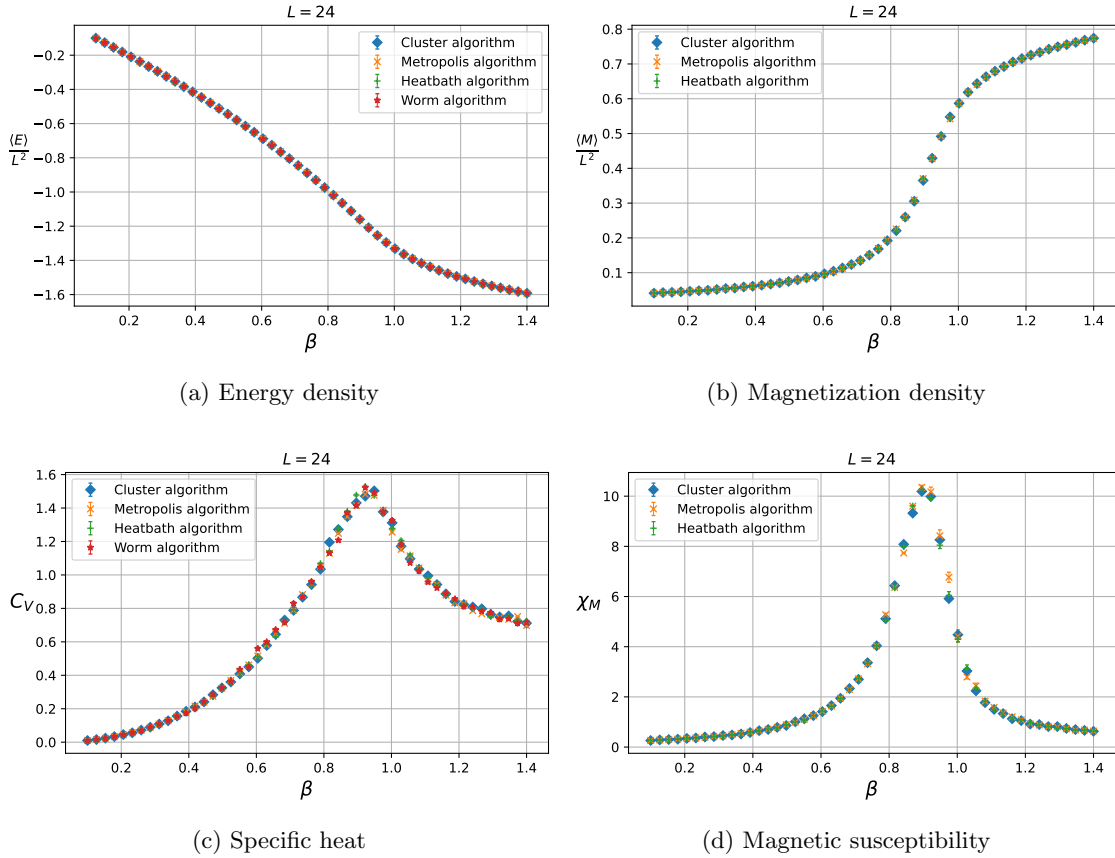 L = 24
Cluster algorithm
Metropolis algorithm
Heatbath algorithm
Worm algorithm
−0.2
−0.4
−0.6
−0.8
−1.0
−1.2
−1.4
−1.6
⟨E⟩
L²
0.2 0.4 0.6 0.8 1.0 1.2 1.4
β
(a) Energy density
L = 24
Cluster algorithm
Metropolis algorithm
Heatbath algorithm
0.8
0.7
0.6
0.5
0.4
0.3
0.2
0.1
⟨M⟩
L²
0.2 0.4 0.6 0.8 1.0 1.2 1.4
β
(b) Magnetization density
L = 24
Cluster algorithm
Metropolis algorithm
Heatbath algorithm
Worm algorithm
1.6
1.4
1.2
1.0
0.8
0.6
0.4
0.2
0.0
C_V
0.2 0.4 0.6 0.8 1.0 1.2 1.4
β
(c) Specific heat
L = 24
Cluster algorithm
Metropolis algorithm
Heatbath algorithm
10
8
6
4
2
0
χ_M
0.2 0.4 0.6 0.8 1.0 1.2 1.4
β
(d) Magnetic susceptibility